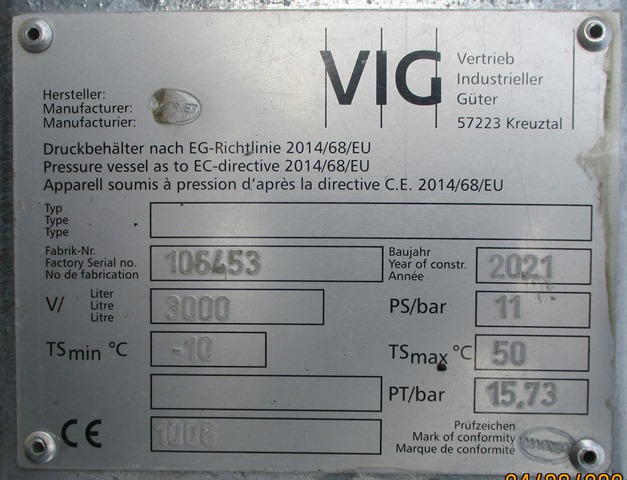 VIG
Vertrieb
Industrieller
Güter
57223 Kreuztal
Hersteller:
Manufacturer:
Manufacturier:
Druckbehälter nach EG-Richtlinie 2014/68/EU
Pressure vessel as to EC-directive 2014/68/EU
Apparell soumis à pression d'après la directive C.E. 2014/68/EU
Typ
Type
Type
Fabrik-Nr.
Factory Serial no.
No de fabrication
106453
Baujahr
Year of constr.
Année
2021
V/ Liter
Litre
Litre
3000
PS/bar 11
TSmin °C -10
TSmax °C 50
PT/bar 15,73
CE 1008
Prüfzeichen
Mark of conformity
Marque de conformité